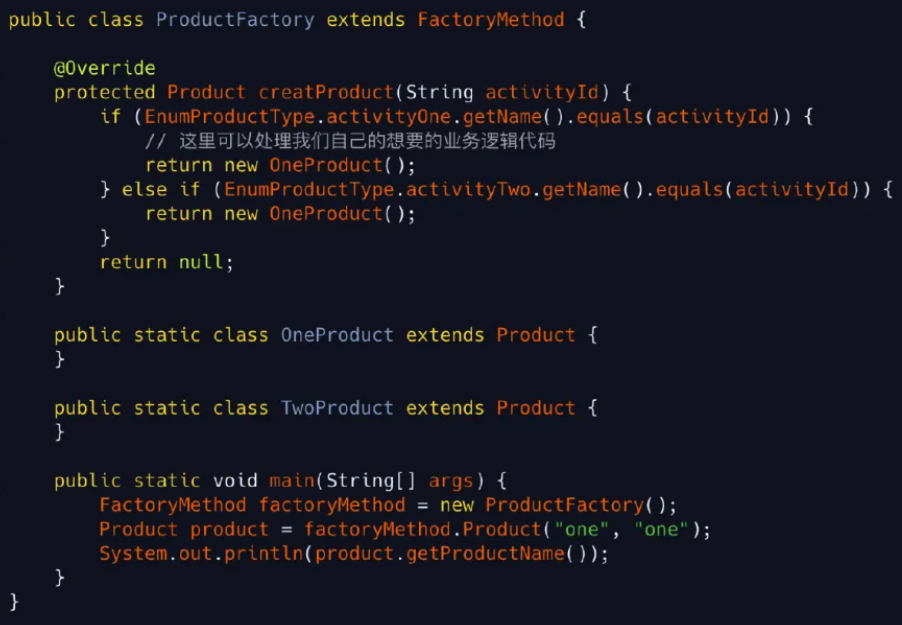 public class ProductFactory extends FactoryMethod {
@Override
protected Product creatProduct(String activityId) {
if (EnumProductType.activityOne.getName().equals(activityId)) {
// 这里可以处理我们自己的想要的业务逻辑代码
return new OneProduct();
} else if (EnumProductType.activityTwo.getName().equals(activityId)) {
return new OneProduct();
}
return null;
}
public static class OneProduct extends Product {
}
public static class TwoProduct extends Product {
}
public static void main(String[] args) {
FactoryMethod factoryMethod = new ProductFactory();
Product product = factoryMethod.Product("one", "one");
System.out.println(product.getProductName());
}
}